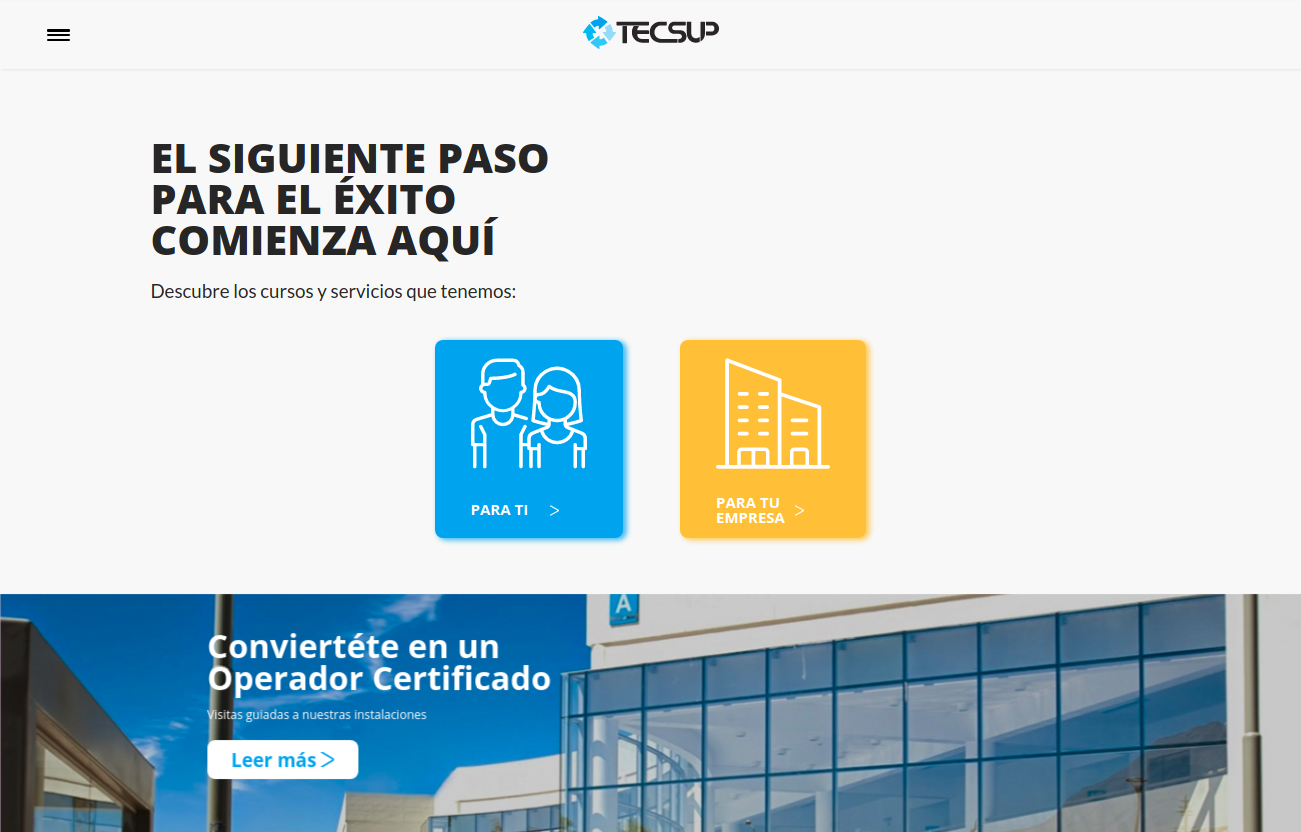 TECSUP
EL SIGUIENTE PASO
PARA EL ÉXITO
COMIENZA AQUÍ
Descubre los cursos y servicios que tenemos:
PARA TI >
PARA TU
EMPRESA >
A
Conviertéte en un
Operador Certificado
Visitas guiadas a nuestras instalaciones
Leer más >